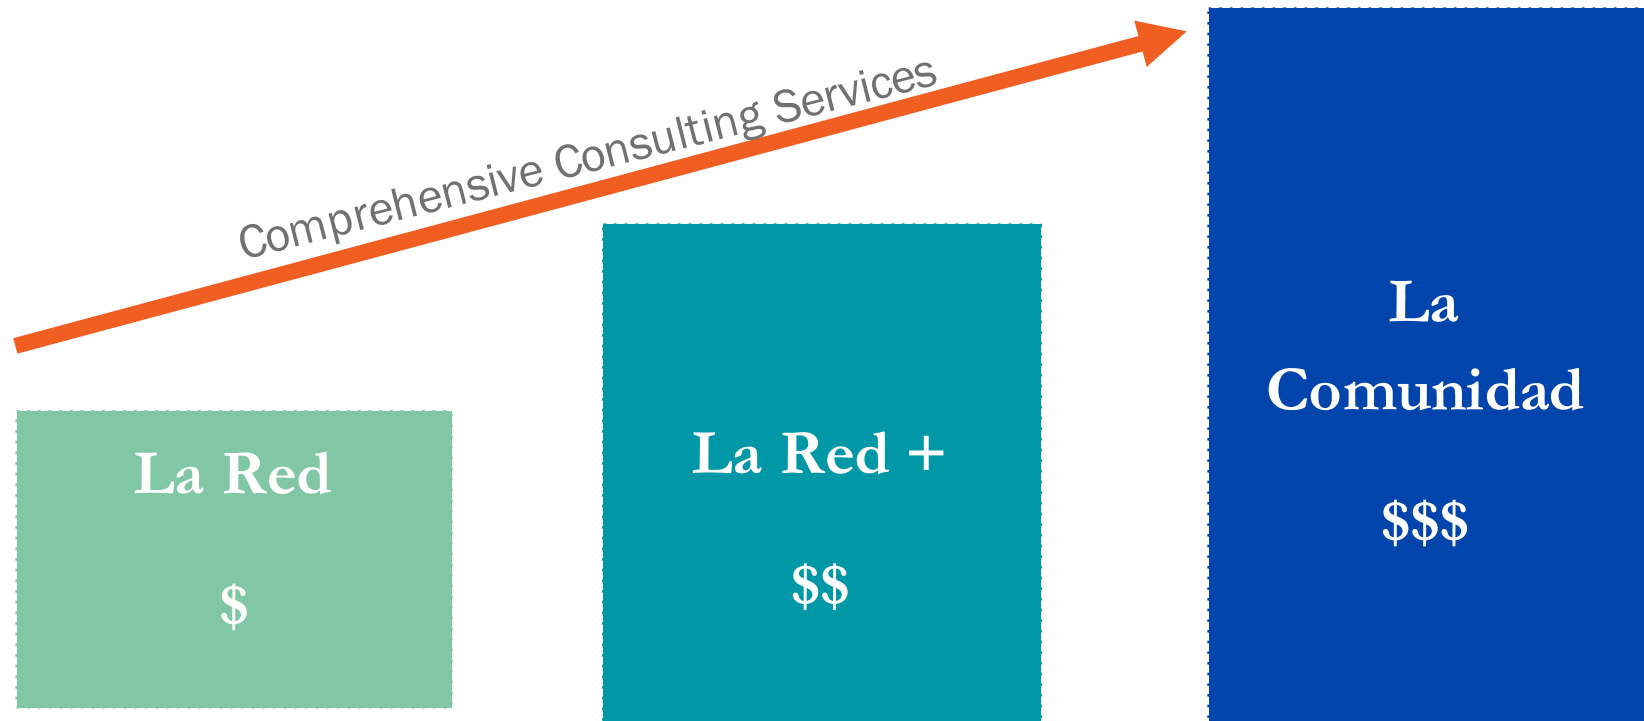 Comprehensive Consulting Services
La Red
$
La Red +
$$
La
Comunidad
$$$